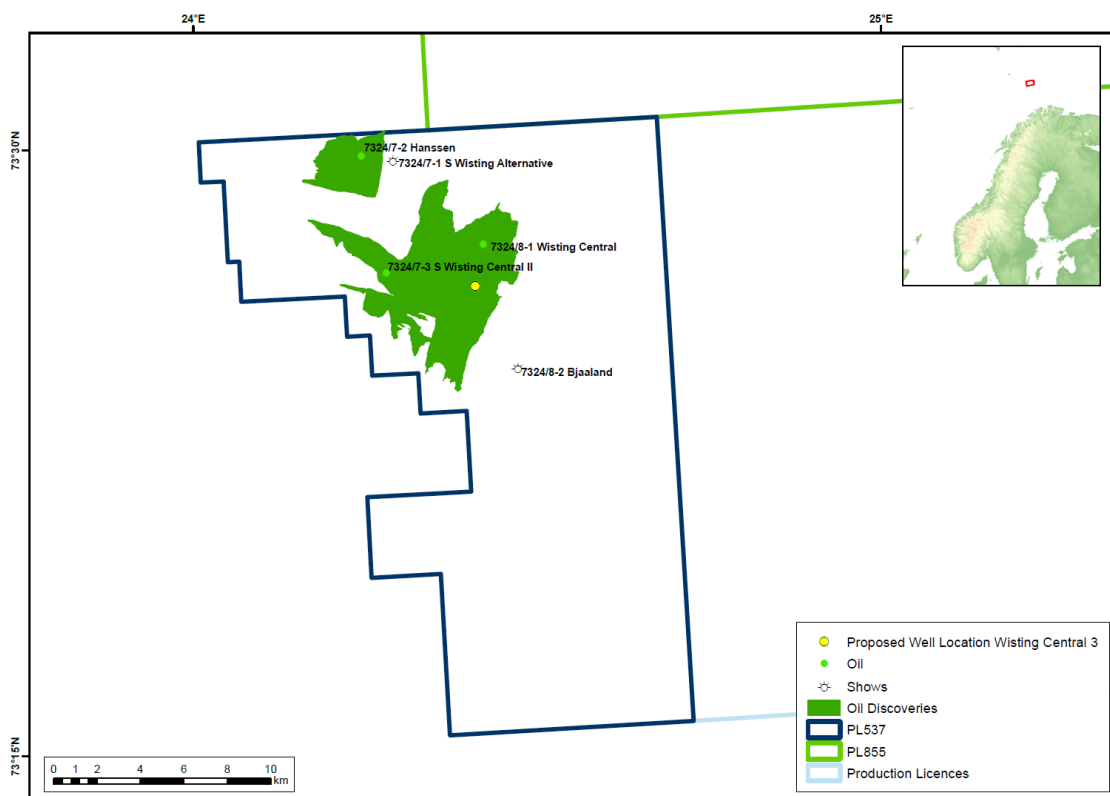 24°E
25°E
73°30'N
7324/7-2 Hanssen
7324/7-1 S Wisting Alternative
7324/8-1 Wisting Central
7324/7-3 S Wisting Central II
7324/8-2 Bjaaland
73°15'N
Proposed Well Location Wisting Central 3
Oil
Shows
Oil Discoveries
PL537
PL855
Production Licences
0 1 2 4 6 8 10
km